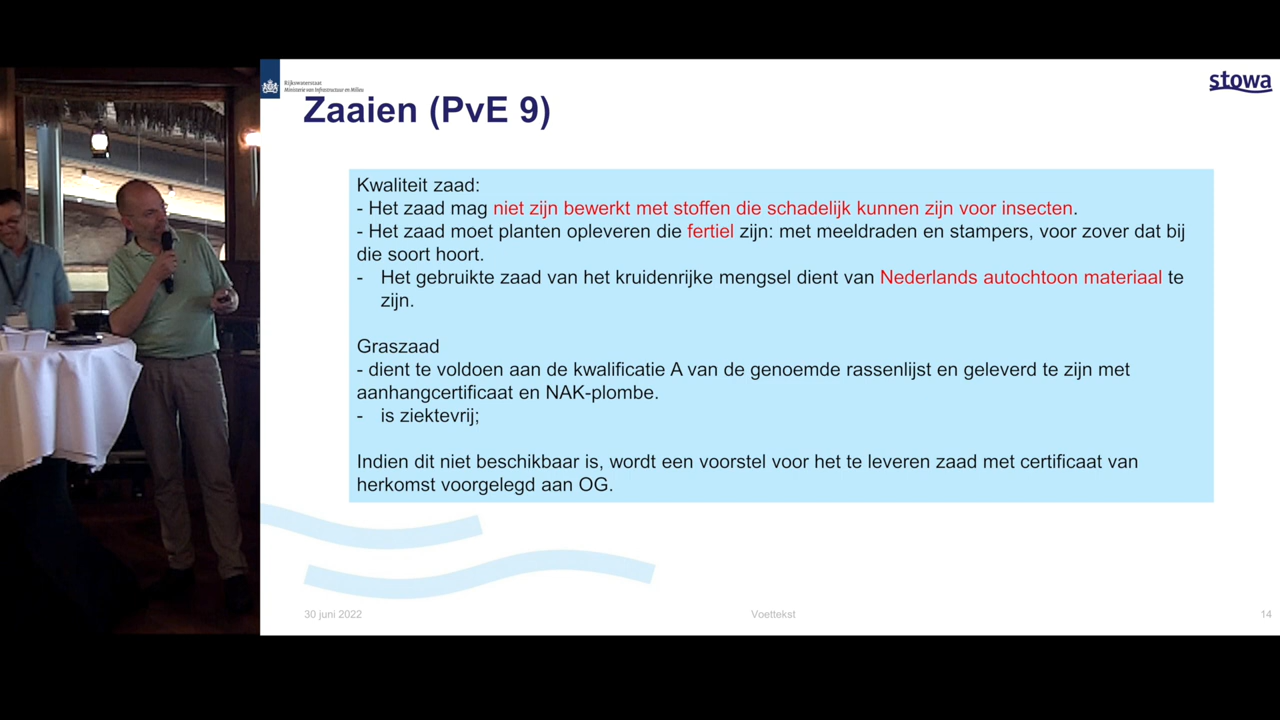 Rijkswaterstaat
Ministerie van Infrastructuur en Milieu
stowa
Zaaien (PvE 9)
Kwaliteit zaad:
- Het zaad mag niet zijn bewerkt met stoffen die schadelijk kunnen zijn voor insecten.
- Het zaad moet planten opleveren die fertiel zijn: met meeldraden en stampers, voor zover dat bij
die soort hoort.
- Het gebruikte zaad van het kruidenrijke mengsel dient van Nederlands autochtoon materiaal te
zijn.
Graszaad
- dient te voldoen aan de kwalificatie A van de genoemde rassenlijst en geleverd te zijn met
aanhangcertificaat en NAK-plombe.
- is ziektevrij;
Indien dit niet beschikbaar is, wordt een voorstel voor het te leveren zaad met certificaat van
herkomst voorgelegd aan OG.
30 juni 2022
Voettekst
14